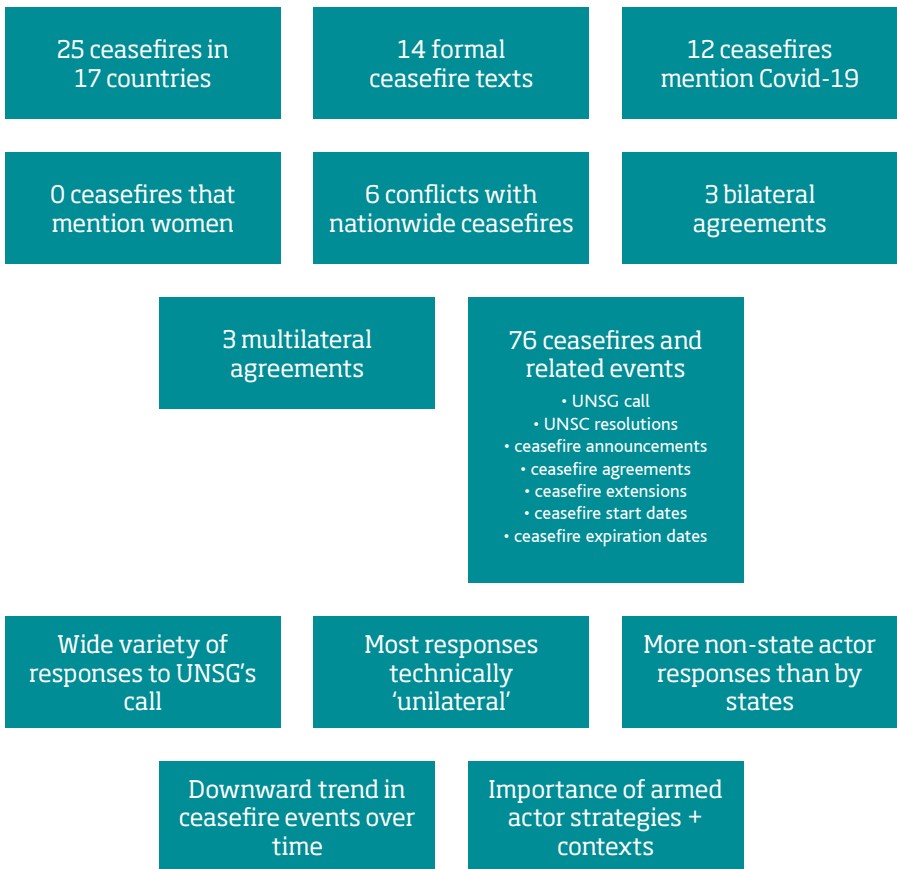 25 ceasefires in
17 countries
14 formal
ceasefire texts
12 ceasefires
mention Covid-19
0 ceasefires that
mention women
6 conflicts with
nationwide ceasefires
3 bilateral
agreements
3 multilateral
agreements
76 ceasefires and
related events
• UNSG call
• UNSC resolutions
• ceasefire announcements
• ceasefire agreements
• ceasefire extensions
• ceasefire start dates
• ceasefire expiration dates
Wide variety of
responses to UNSG's
call
Most responses
technically
‘unilateral’
More non-state actor
responses than by
states
Downward trend in
ceasefire events over
time
Importance of armed
actor strategies +
contexts